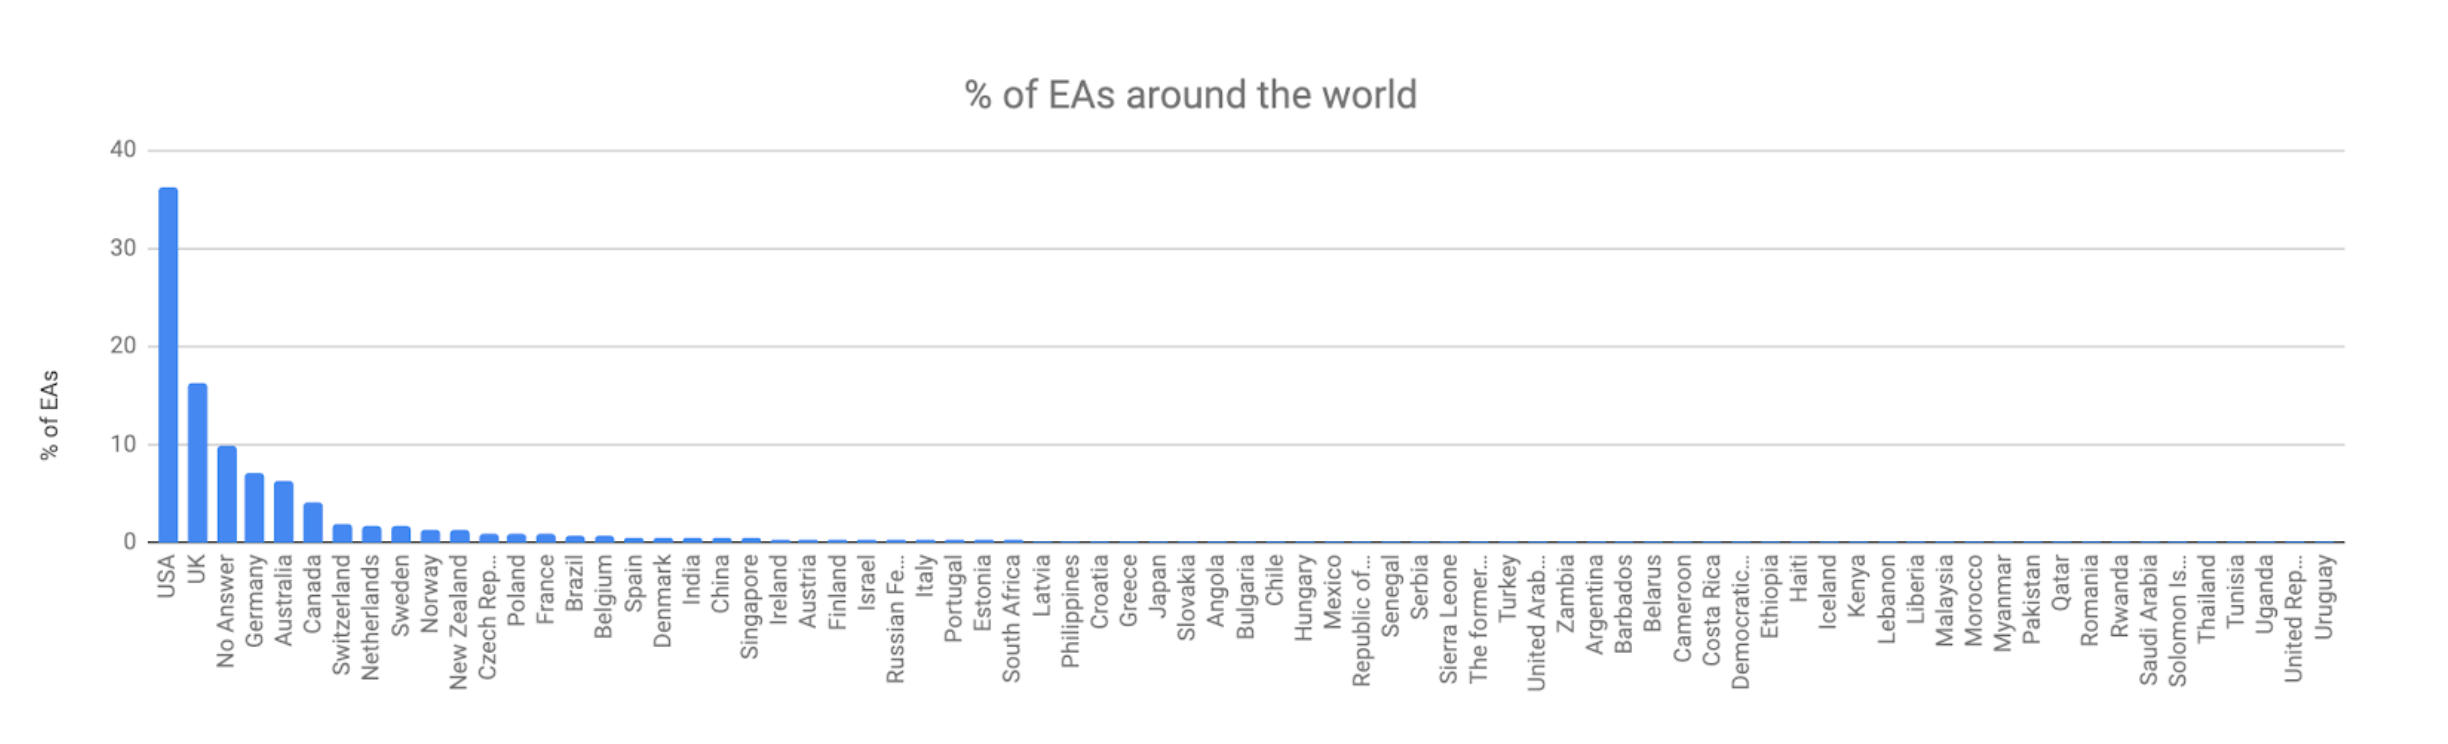 % of EAs around the world
% of EAs
40
30
20
10
0
USA
UK
No Answer
Germany
Australia
Canada
Switzerland
Netherlands
Sweden
Norway
New Zealand
Czech Rep...
Poland
France
Brazil
Belgium
Spain
Denmark
India
China
Singapore
Ireland
Austria
Finland
Israel
Russian Fe...
Italy
Portugal
Estonia
South Africa
Latvia
Philippines
Croatia
Greece
Japan
Slovakia
Angola
Bulgaria
Chile
Hungary
Mexico
Republic of...
Senegal
Serbia
Sierra Leone
The former...
Turkey
United Arab...
Zambia
Argentina
Barbados
Belarus
Cameroon
Costa Rica
Democratic...
Ethiopia
Haiti
Iceland
Kenya
Lebanon
Liberia
Malaysia
Morocco
Myanmar
Pakistan
Qatar
Romania
Rwanda
Saudi Arabia
Solomon Is...
Thailand
Tunisia
Uganda
United Rep...
Uruguay